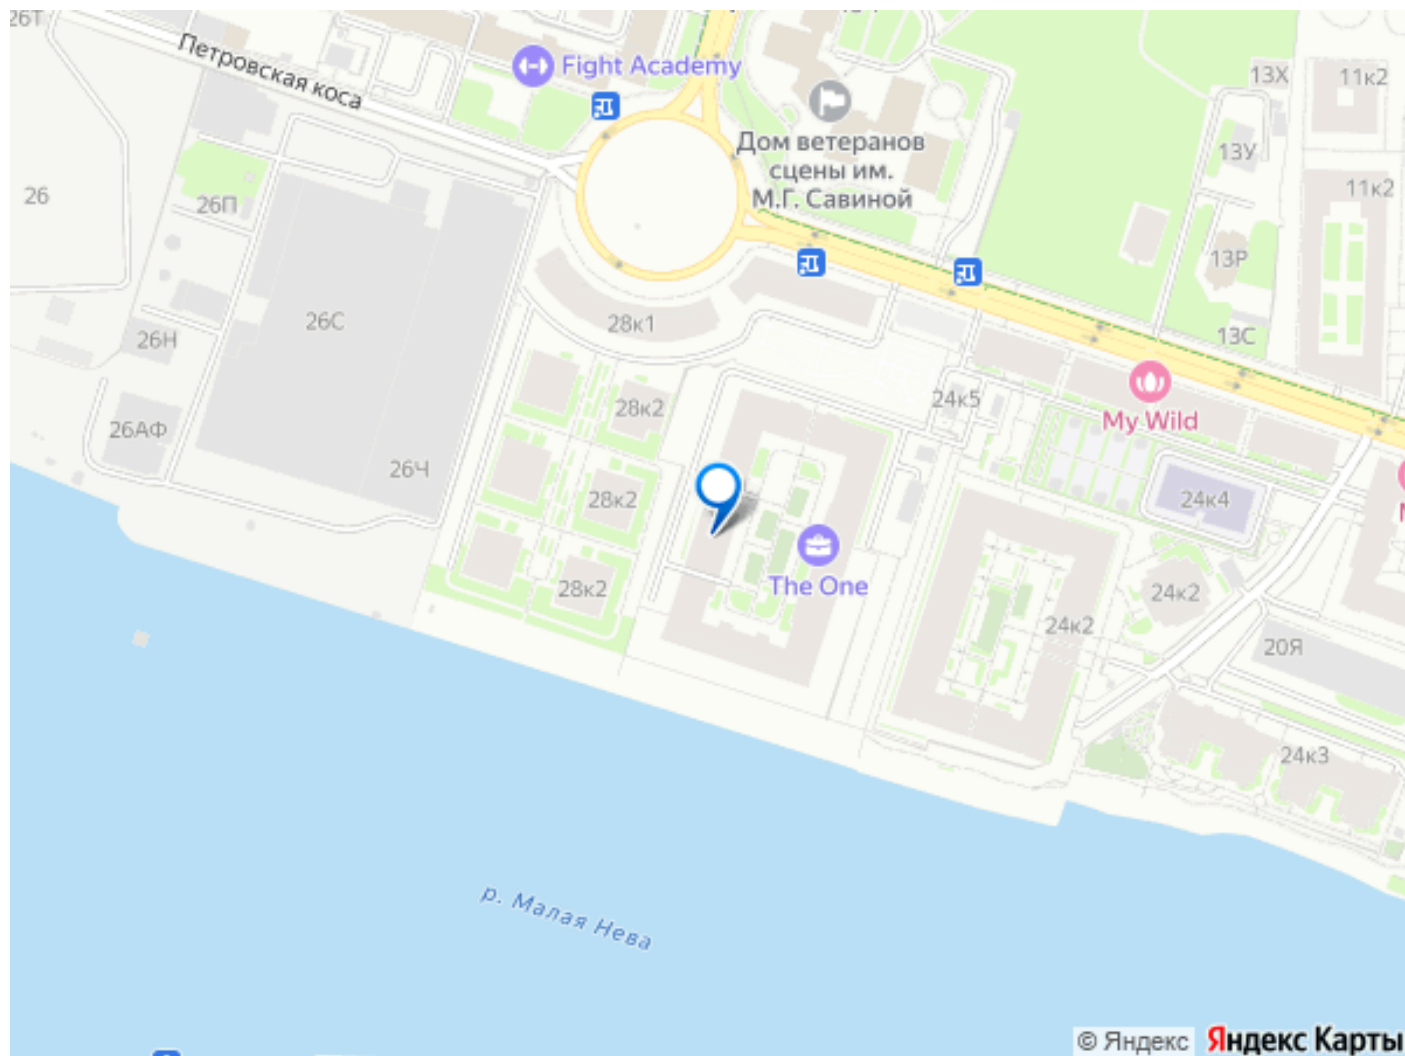 26Т
Петровская коса
Fight Academy
Дом ветеранов
сцены им.
М.Г. Савиной
13Х
11к2
13У
11к2
26
26П
13Р
26С
28к1
13С
26Н
24к5
My Wild
28к2
26АФ
26Ч
28к2
24к4
The One
28к2
24к2
24к2
20Я
24к3
р. Малая Нева
© Яндекс
Яндекс Карты